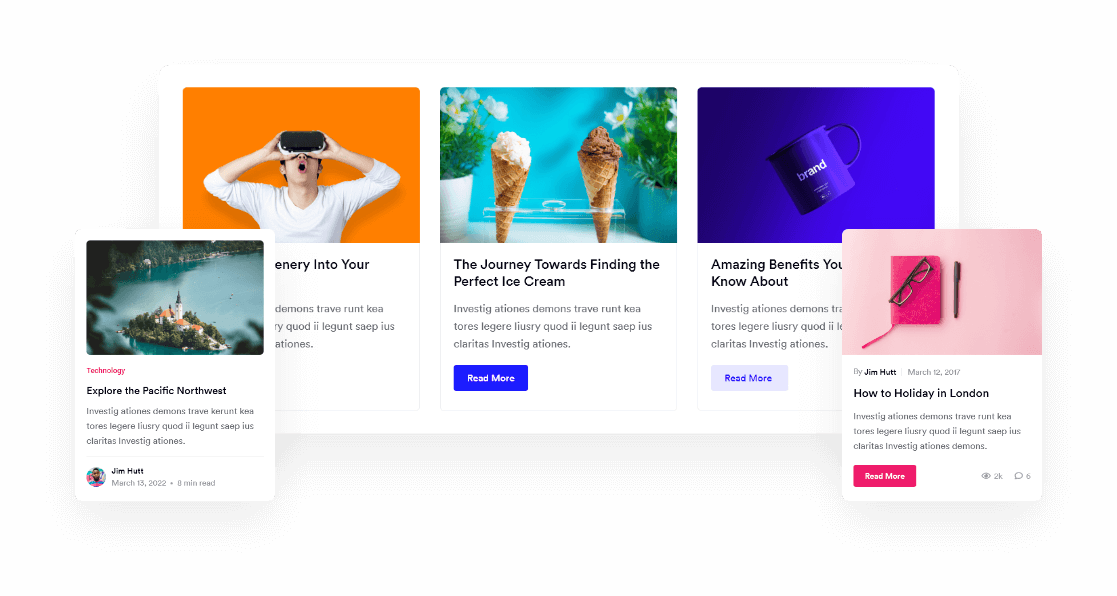 enery Into Your
demons trave runt kea
ry quod ii legunt saep ius
ationes.
The Journey Towards Finding the
Perfect Ice Cream
Investig ationes demons trave runt kea
tores legere liusry quod ii legunt saep ius
claritas Investig ationes.
Read More
brand
Amazing Benefits You
Know About
Investig ationes demons trave
tores legere liusry quod ii l
claritas Investig ationes.
Read More
Technology
Explore the Pacific Northwest
Investig ationes demons trave kerunt kea
tores legere liusry quod ii legunt saep ius
claritas Investig ationes.
Jim Hutt
March 13, 2022 • 8 min read
By Jim Hutt | March 12, 2017
How to Holiday in London
Investig ationes demons trave runt kea
tores legere liusry quod ii legunt saep ius
claritas Investig ationes demons.
Read More
2k
6